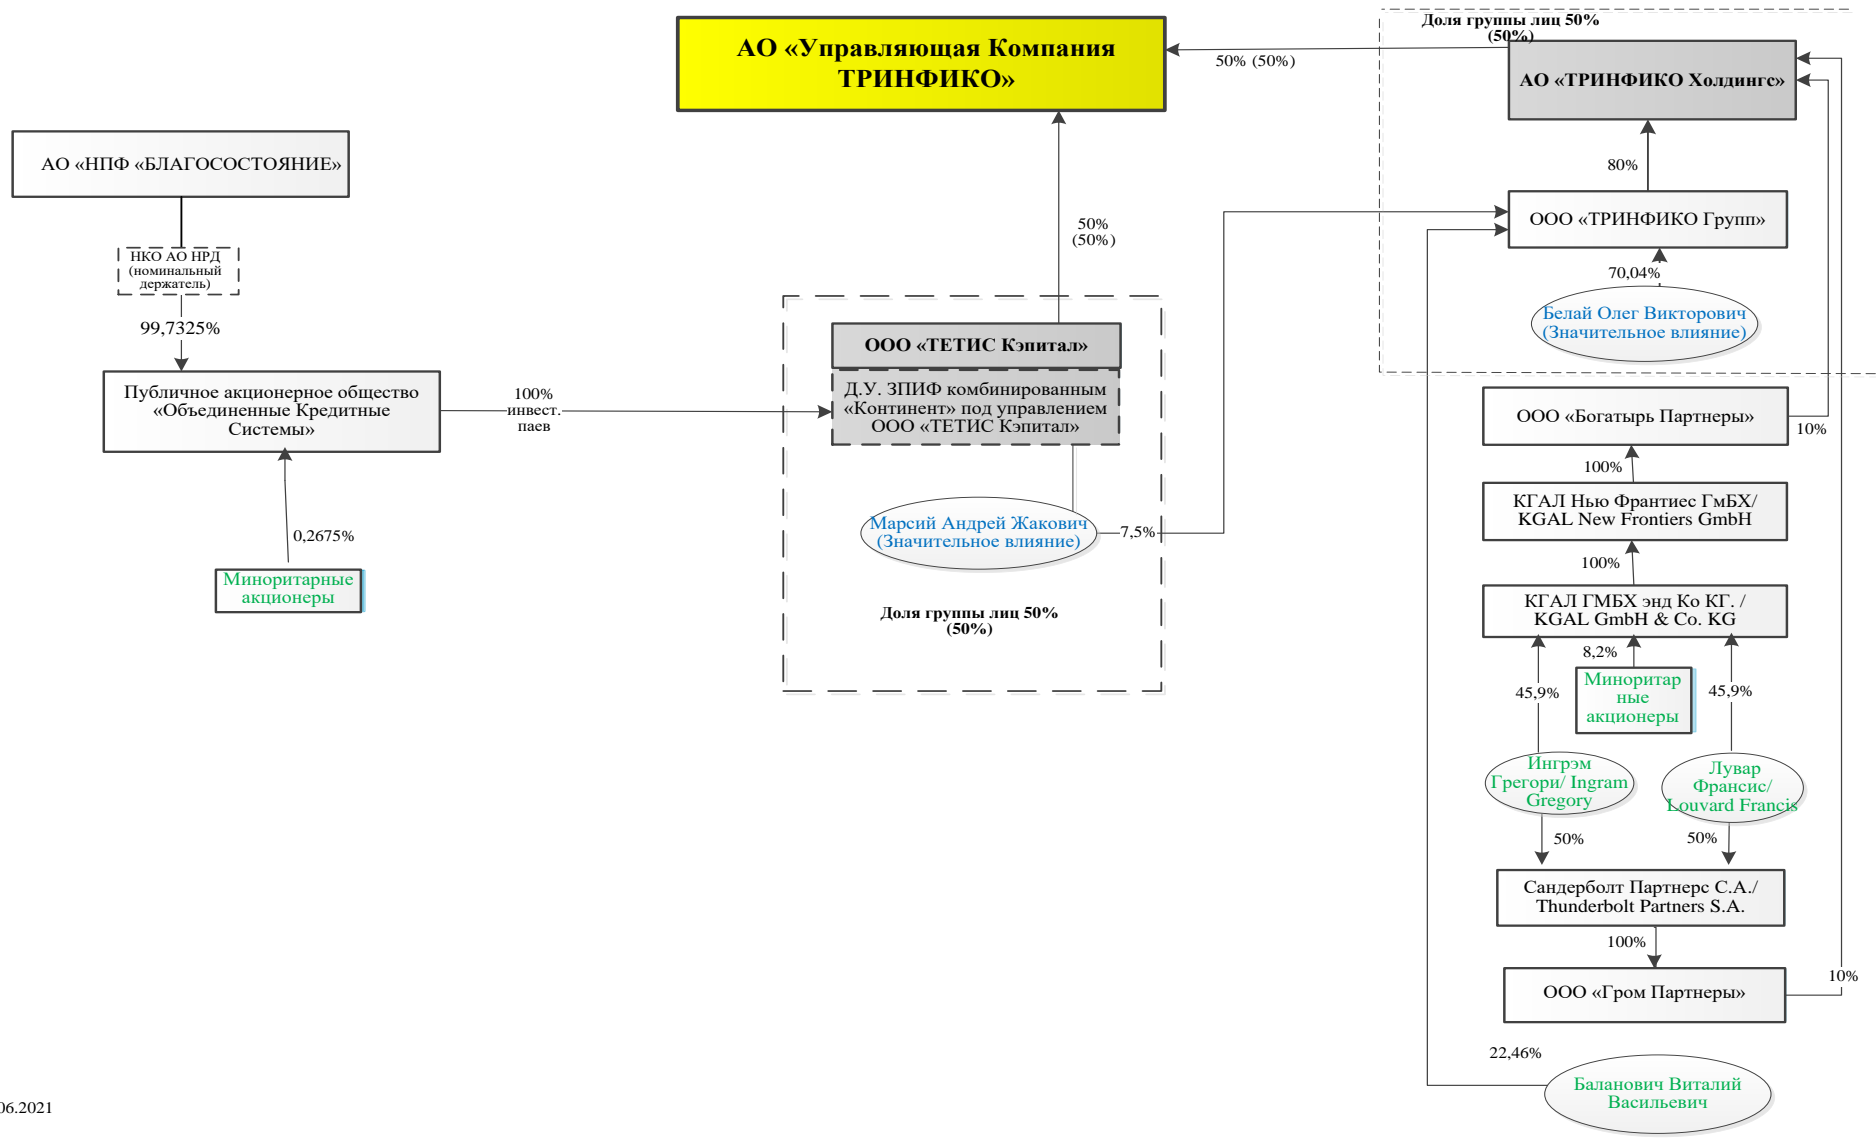 Доля группы лиц 50%
(50%)
АО «Управляющая Компания
ТРИНФИКО»
50% (50%)
АО «ТРИНФИКО Холдингс»
АО «НПФ «БЛАГОСОСТОЯНИЕ»
80%
ООО «ТРИНФИКО Групп»
50%
(50%)
НКО АО НРД
(номинальный
держатель)
70,04%
99,7325%
Белай Олег Викторович
(Значительное влияние)
ООО «ТЕТИС Кэпитал»
Публичное акционерное общество
«Объединенные Кредитные
Системы»
100%
инвест.
паев
Д.У. ЗПИФ комбинированным
«Континент» под управлением
ООО «ТЕТИС Кэпитал»
ООО «Богатырь Партнеры»
10%
100%
КГАЛ Нью Франтиес ГмБХ/
KGAL New Frontiers GmbH
Марсий Андрей Жакович
(Значительное влияние)
7,5%
0,2675%
100%
Миноритарные
акционеры
КГАЛ ГМБХ энд Ко КГ. /
KGAL GmbH & Co. KG
Доля группы лиц 50%
(50%)
8,2%
45,9%
Миноритар
ные
акционеры
45,9%
Ингрэм
Грегори/ Ingram
Gregory
Лувар
Франсис/
Louvard Francis
50%
50%
Сандерболт Партнерс С.А./
Thunderbolt Partners S.A.
100%
10%
ООО «Гром Партнеры»
22,46%
Баланович Виталий
Васильевич
06.2021